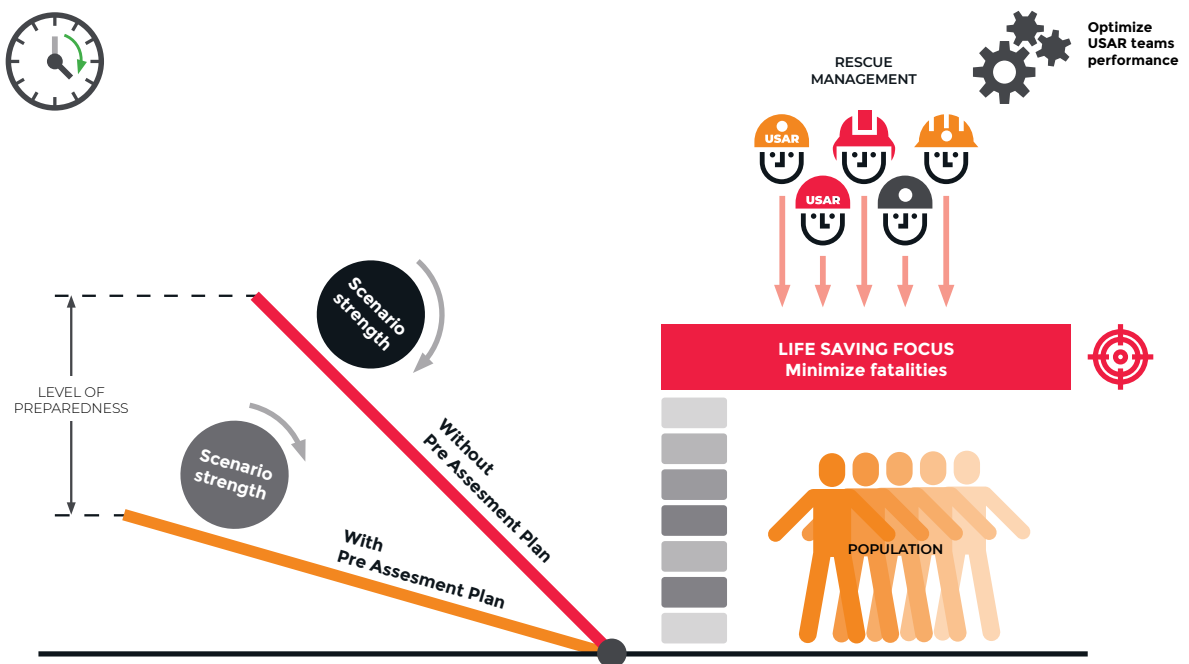 Optimize
USAR teams
performance
RESCUE
MANAGEMENT
USAR
USAR
Scenario
strength
LEVEL OF
PREPAREDNESS
Scenario
strength
Without
Pre Assesment Plan
With
Pre Assesment Plan
LIFE SAVING FOCUS
Minimize fatalities
POPULATION